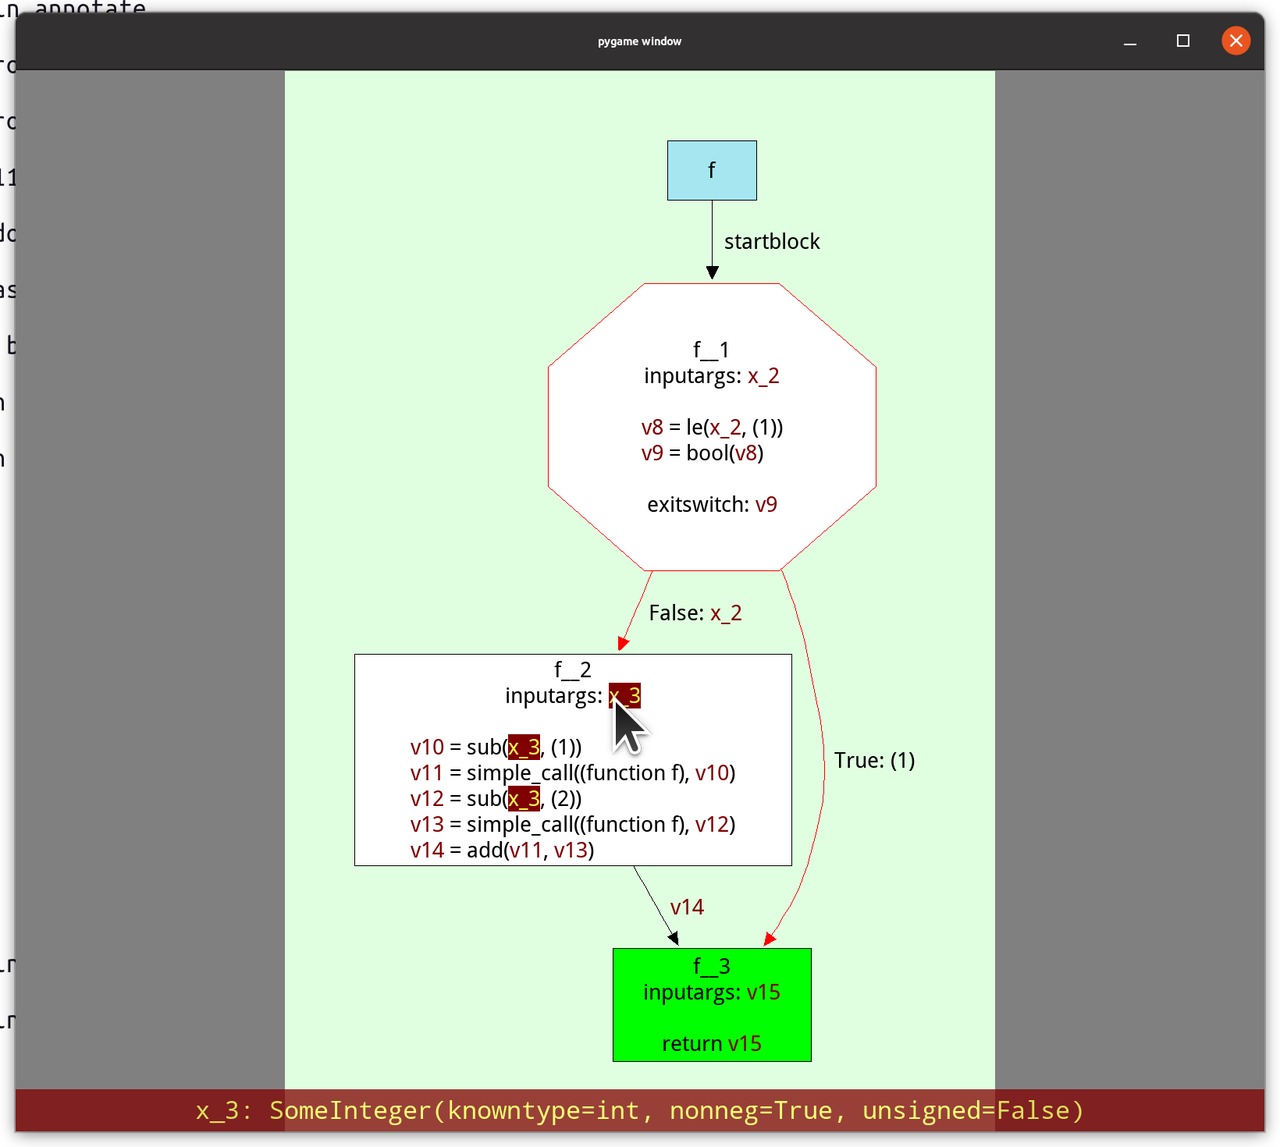 ln annotate
pygame window
f
startblock
f__1
inputargs: x_2
v8 = le(x_2, (1))
v9 = bool(v8)
exitswitch: v9
False: x_2
f__2
inputargs: x_3
v10 = sub(x_3, (1))
v11 = simple_call((function f), v10)
v12 = sub(x_3, (2))
v13 = simple_call((function f), v12)
v14 = add(v11, v13)
True: (1)
v14
f__3
inputargs: v15
return v15
x_3: SomeInteger(knowntype=int, nonneg=True, unsigned=False)